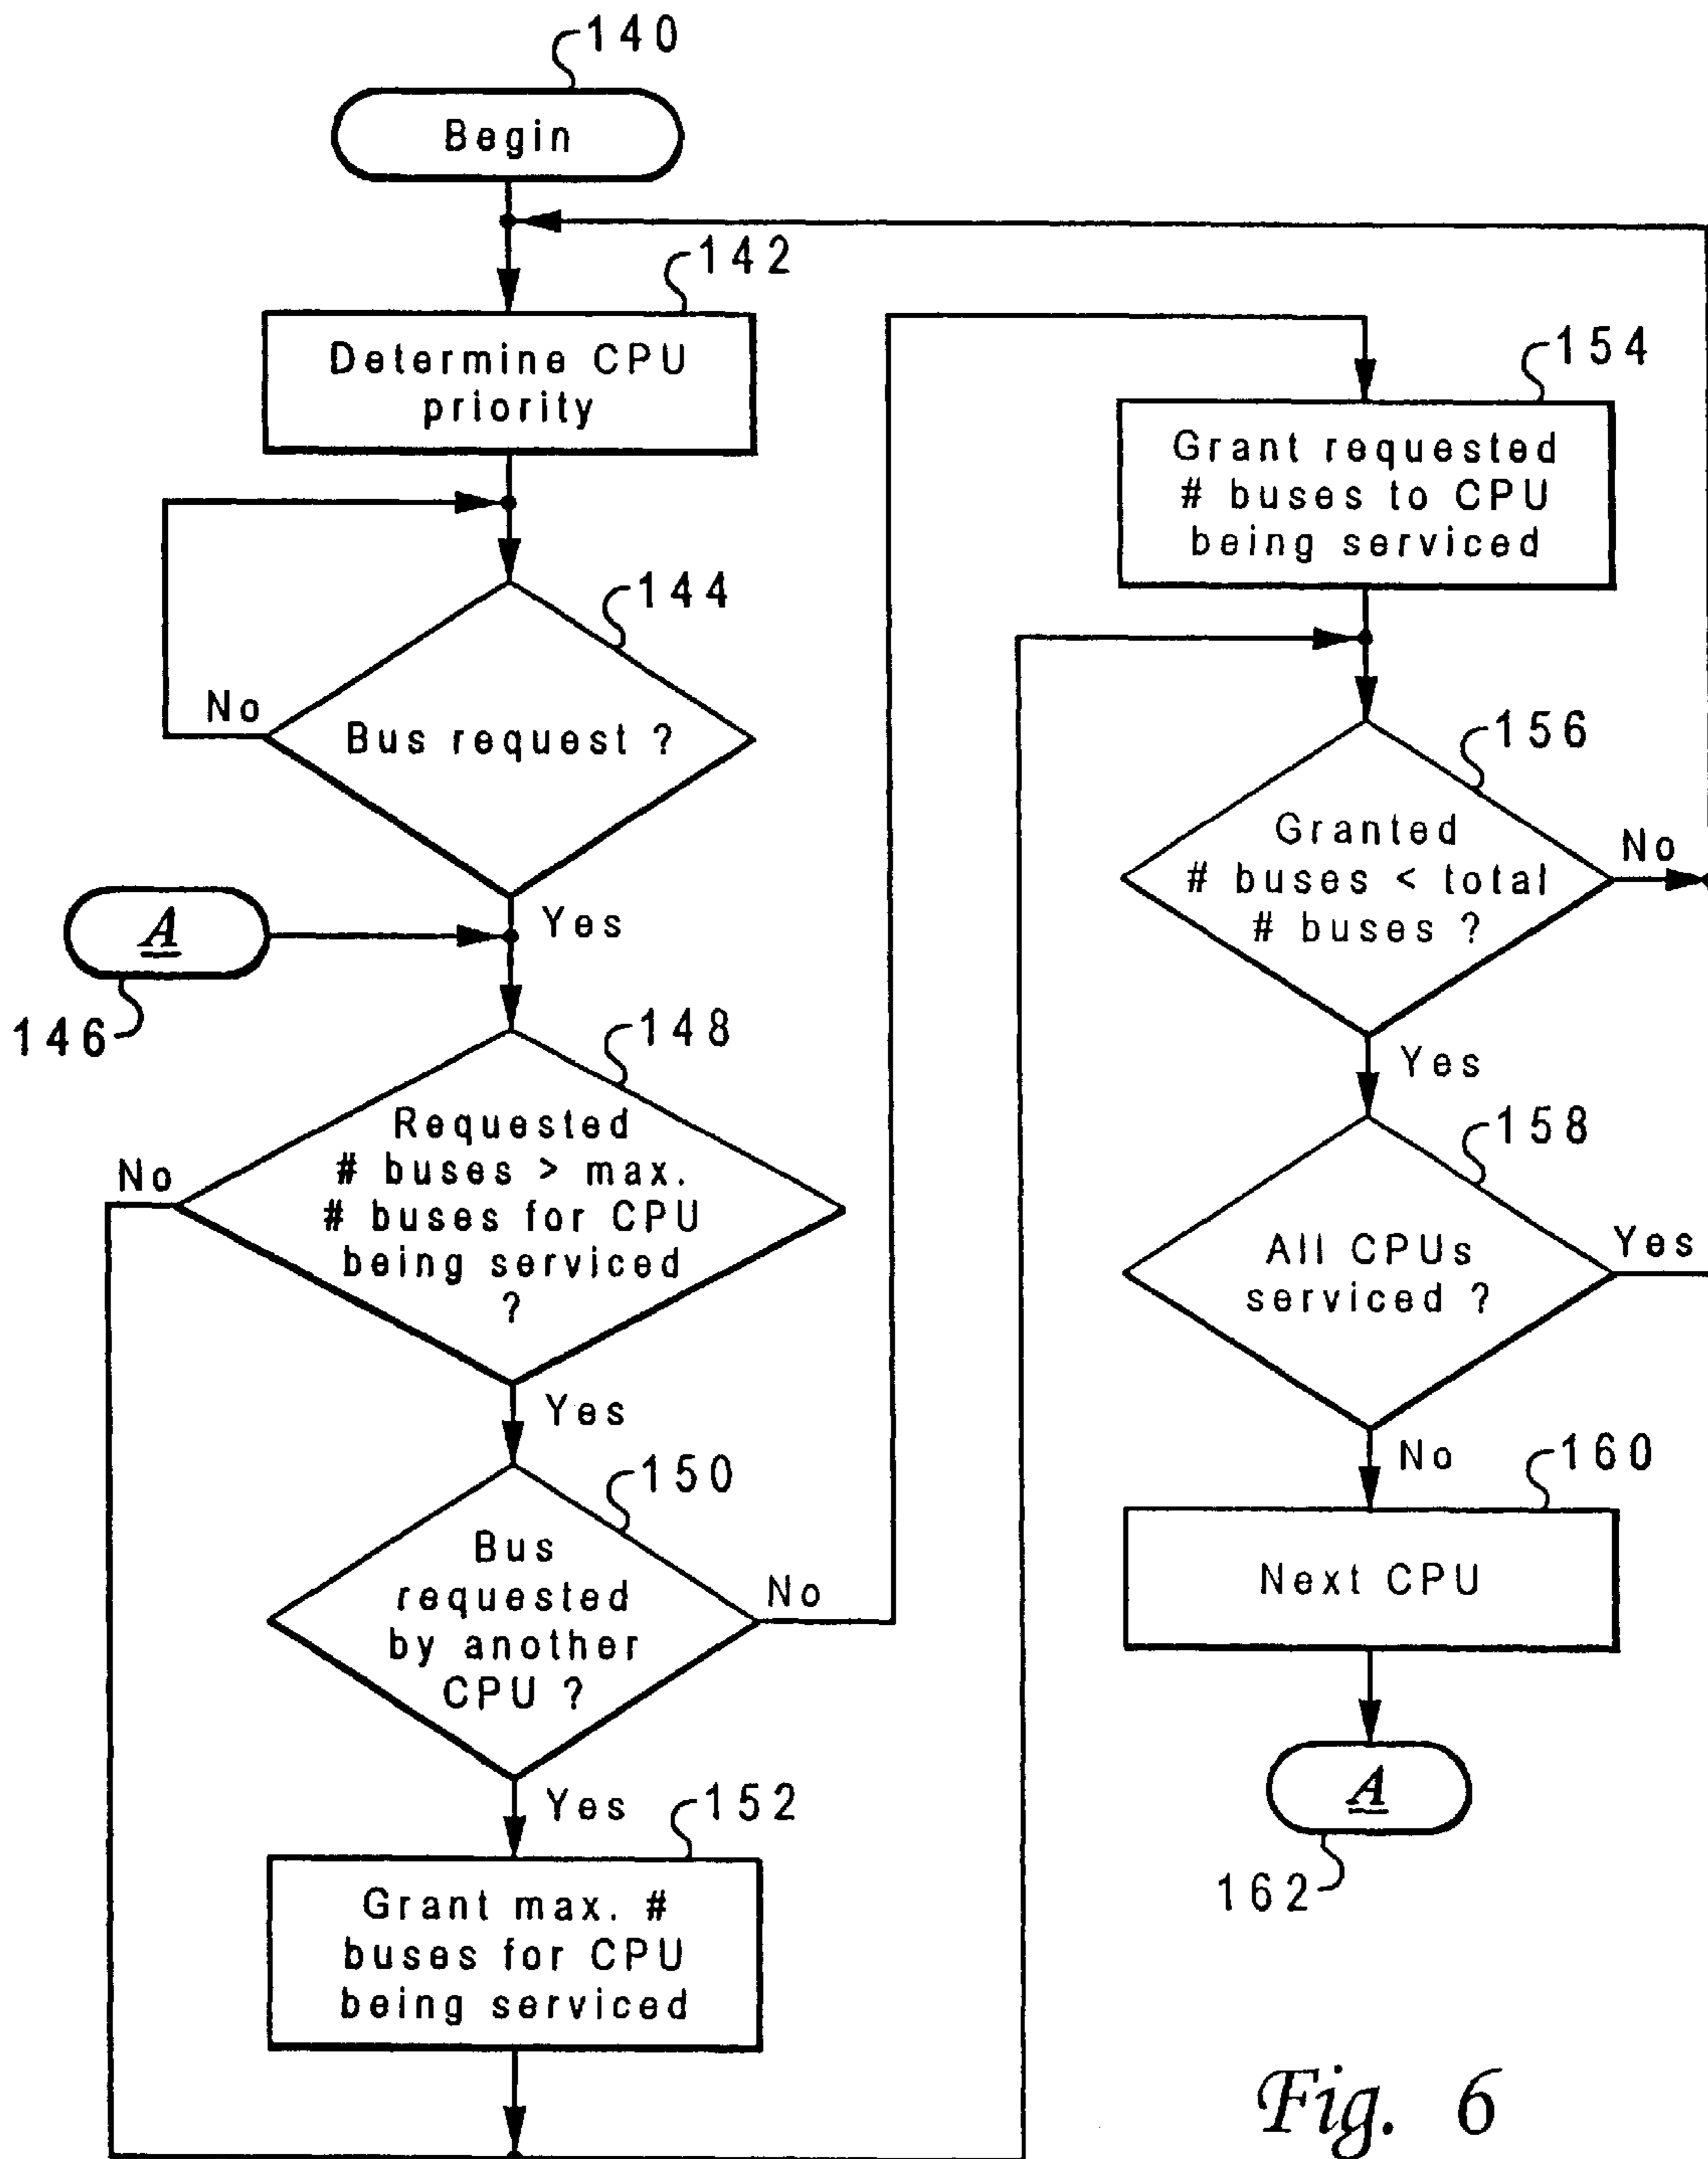 140
Begin
142
Determine CPU
priority
144
No
Bus request ?
Yes
A
146
148
Requested
# buses > max.
# buses for CPU
being serviced
?
No
Yes
150
Bus
requested
by another
CPU ?
No
Yes
152
Grant max. #
buses for CPU
being serviced
154
Grant requested
# buses to CPU
being serviced
156
Granted
# buses < total
# buses ?
No
Yes
158
All CPUs
serviced ?
Yes
No
160
Next CPU
A
162
Fig. 6